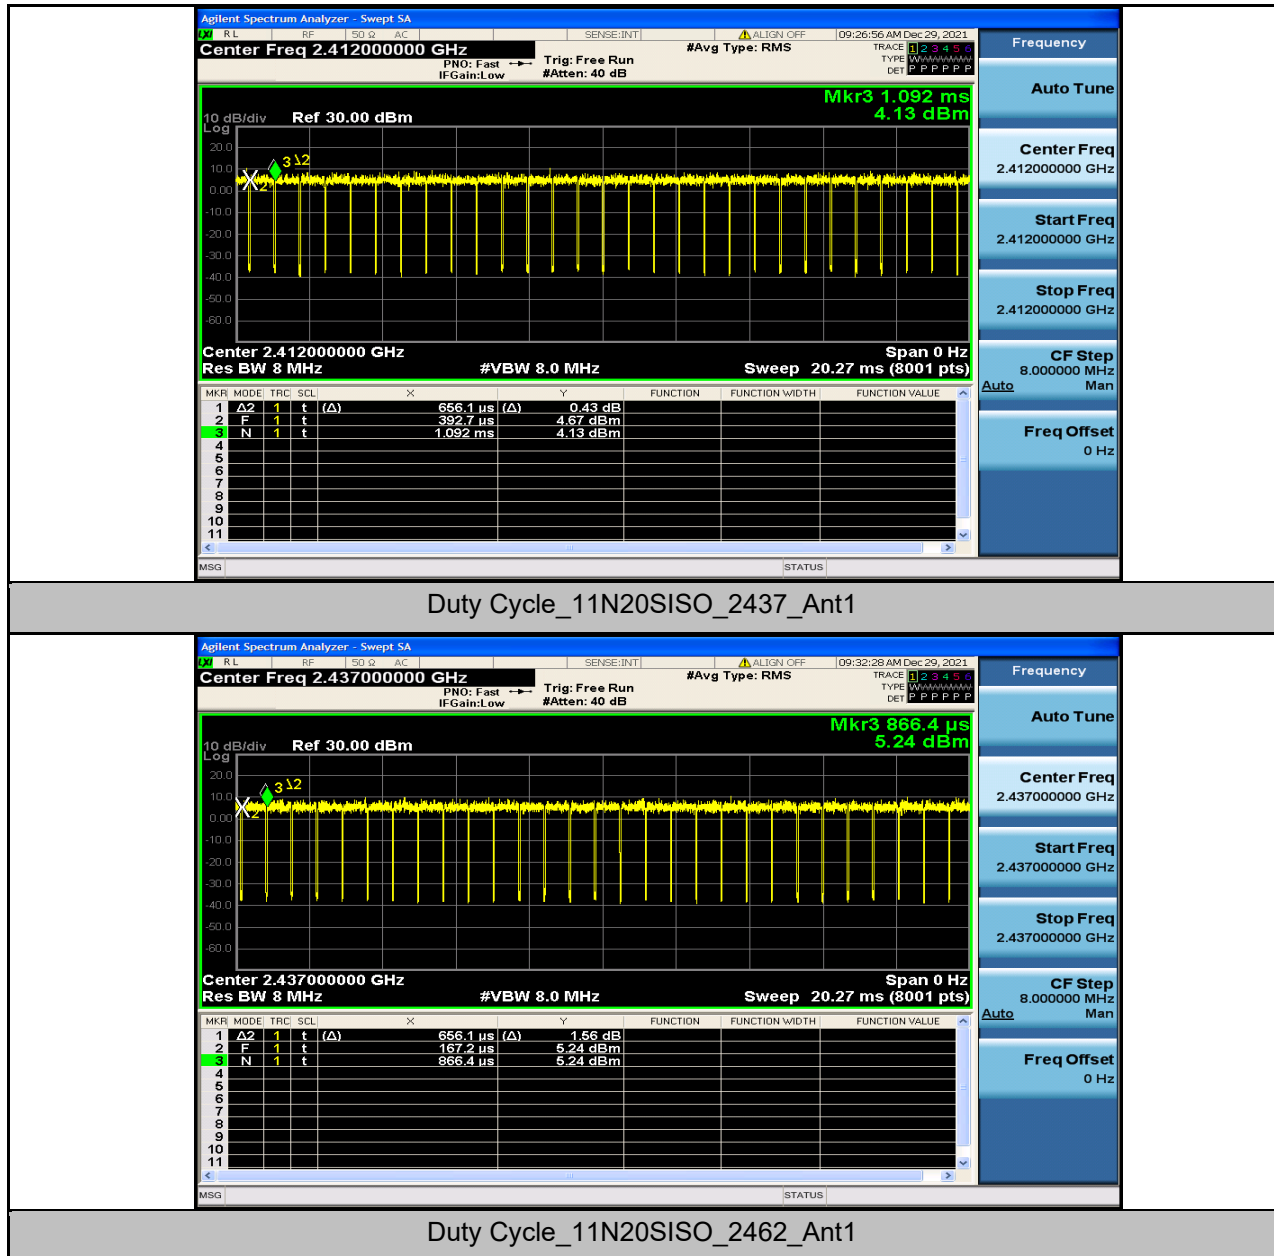 Agilent Spectrum Analyzer - Swept SA
LXI RL RF 50 Ω AC SENSE:INT ALIGN OFF 09:26:56 AM Dec 29, 2021
Center Freq 2.412000000 GHz #Avg Type: RMS TRACE 1 2 3 4 5 6
PNO: Fast Trig: Free Run TYPE
IFGain:Low #Atten: 40 dB DET P P P P P P
Frequency
Auto Tune
Mkr3 1.092 ms
10 dB/div Ref 30.00 dBm 4.13 dBm
Log
20.0
10.0
0.00
-10.0
-20.0
-30.0
-40.0
-50.0
-60.0
3 Δ2
2
Center 2.412000000 GHz Span 0 Hz
Res BW 8 MHz #VBW 8.0 MHz Sweep 20.27 ms (8001 pts)
MKR MODE TRC SCL X Y FUNCTION FUNCTION WIDTH FUNCTION VALUE
1 Δ2 1 t (Δ) 656.1 µs (Δ) 0.43 dB
2 F 1 t 392.7 µs 4.67 dBm
3 N 1 t 1.092 ms 4.13 dBm
4
5
6
7
8
9
10
11
MSG STATUS
Center Freq
2.412000000 GHz
Start Freq
2.412000000 GHz
Stop Freq
2.412000000 GHz
CF Step
8.000000 MHz
Auto Man
Freq Offset
0 Hz
Duty Cycle_11N20SISO_2437_Ant1
Agilent Spectrum Analyzer - Swept SA
LXI RL RF 50 Ω AC SENSE:INT ALIGN OFF 09:32:28 AM Dec 29, 2021
Center Freq 2.437000000 GHz #Avg Type: RMS TRACE 1 2 3 4 5 6
PNO: Fast Trig: Free Run TYPE
IFGain:Low #Atten: 40 dB DET P P P P P P
Frequency
Auto Tune
Mkr3 866.4 µs
10 dB/div Ref 30.00 dBm 5.24 dBm
Log
20.0
10.0
0.00
-10.0
-20.0
-30.0
-40.0
-50.0
-60.0
3 Δ2
2
Center 2.437000000 GHz Span 0 Hz
Res BW 8 MHz #VBW 8.0 MHz Sweep 20.27 ms (8001 pts)
MKR MODE TRC SCL X Y FUNCTION FUNCTION WIDTH FUNCTION VALUE
1 Δ2 1 t (Δ) 656.1 µs (Δ) 1.56 dB
2 F 1 t 167.2 µs 5.24 dBm
3 N 1 t 866.4 µs 5.24 dBm
4
5
6
7
8
9
10
11
MSG STATUS
Center Freq
2.437000000 GHz
Start Freq
2.437000000 GHz
Stop Freq
2.437000000 GHz
CF Step
8.000000 MHz
Auto Man
Freq Offset
0 Hz
Duty Cycle_11N20SISO_2462_Ant1